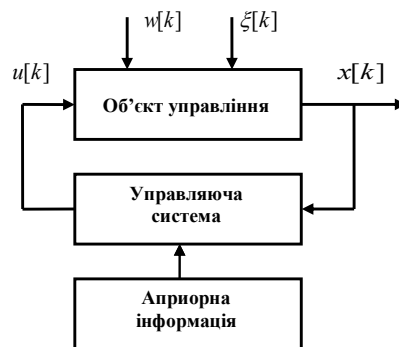 w[k]
ξ[k]
u[k]
x[k]
Об’єкт управління
Управляюча
система
Априорна
інформація